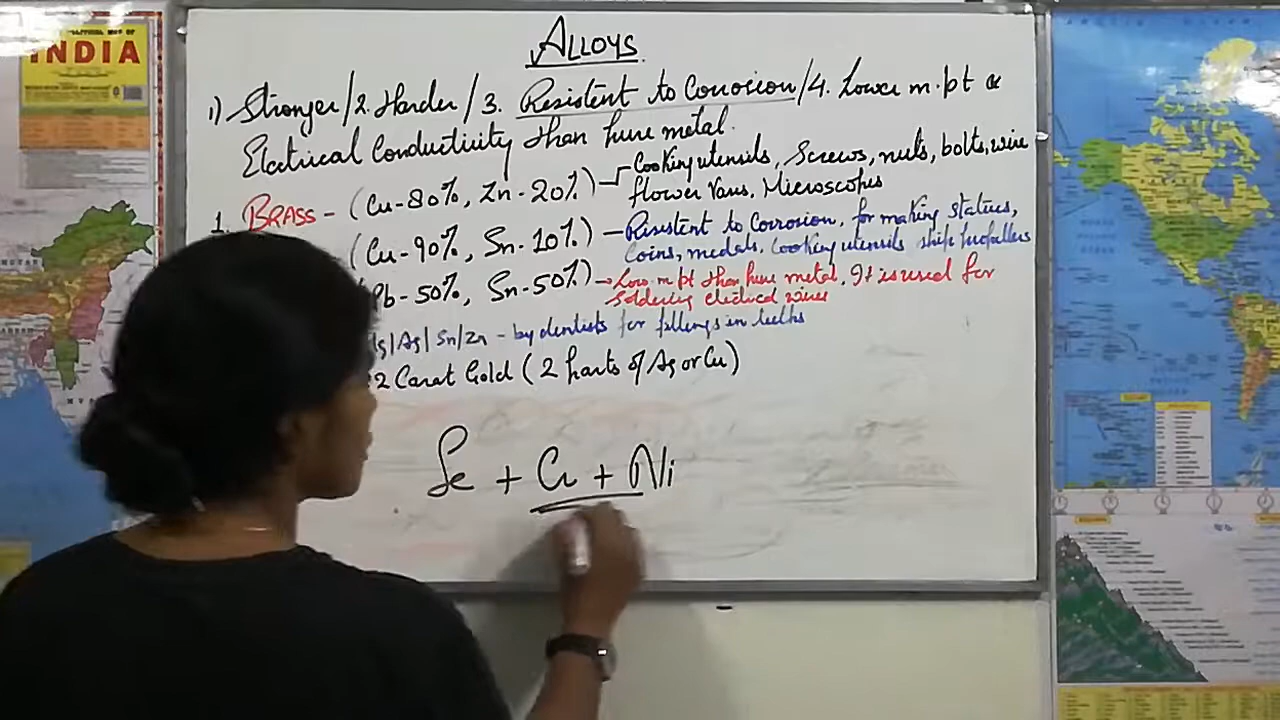 INDIA
ALLOYS
1) Stronger/2. Harder/3. Resistent to Corrosion/4. Lower m.pt &
Electrical Conductivity than pure metal.
1. BRASS - (Cu-80%, Zn-20%) - Cooking utensils, Screws, nuts, bolts, wire
flower Vans, Microscopes
(Cu-90%, Sn-10%) - Resistent to Corrosion, for making statues,
Coins, medals, Cooking utensils ship propellers
Pb-50%, Sn-50%) → Low m pt than pure metal. It is used for
Soldering electrical wires
|Ag|Sn/Zn - by dentists for fillings in teeths
2 Carat Gold (2 parts of Ag or Cu)
Fe + Cr + Ni